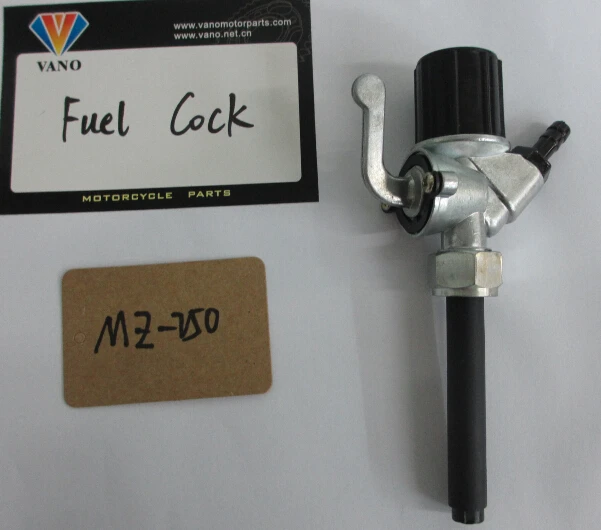 www.vanomotorparts.com
www.vano.net.cn
VANO
Fuel Cock
MOTORCYCLE PARTS
MZ-250